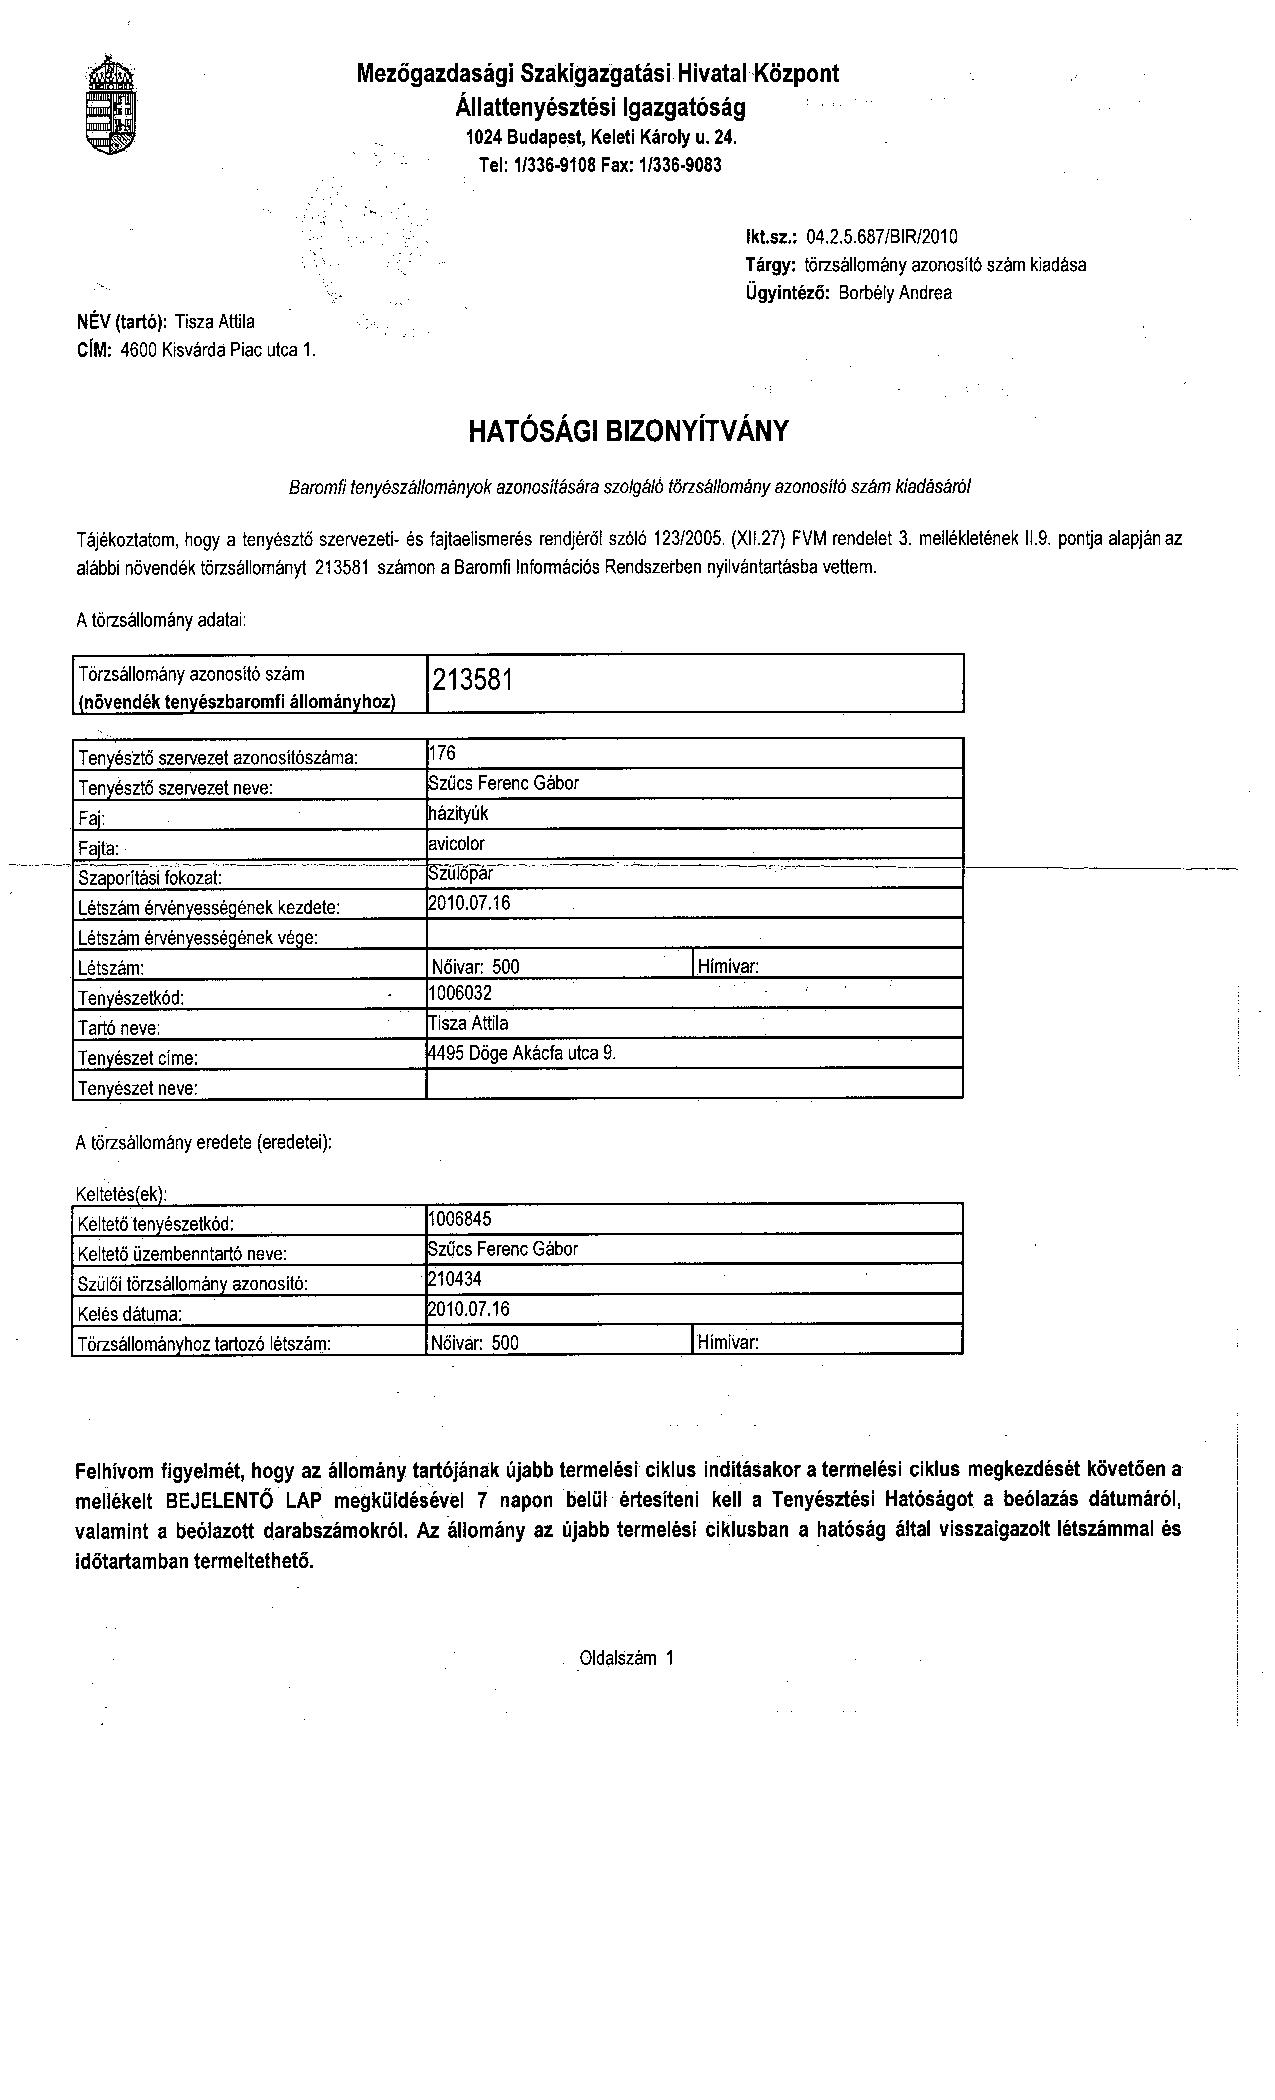 Mezőgazdasági Szakigazgatási Hivatal Központ
Állattenyésztési Igazgatóság
1024 Budapest, Keleti Károly u. 24.
Tel: 1/336-9108 Fax: 1/336-9083
Ikt.sz.: 04.2.5.687/BIR/2010
Tárgy: törzsállomány azonosító szám kiadása
Ügyintéző: Borbély Andrea
NÉV (tartó): Tisza Attila
CÍM: 4600 Kisvárda Piac utca 1.
HATÓSÁGI BIZONYÍTVÁNY
Baromfi tenyészállományok azonosítására szolgáló törzsállomány azonosító szám kiadásáról
Tájékoztatom, hogy a tenyésztő szervezeti- és fajtaelismerés rendjéről szóló 123/2005. (XII.27) FVM rendelet 3. mellékletének II.9. pontja alapján az
alábbi növendék törzsállományt 213581 számon a Baromfi Információs Rendszerben nyilvántartásba vettem.
A törzsállomány adatai:
Törzsállomány azonosító szám
(növendék tenyészbaromfi állományhoz) 213581
Tenyésztő szervezet azonosítószáma: 176
Tenyésztő szervezet neve: Szűcs Ferenc Gábor
Faj: házityúk
Fajta: avicolor
Szaporítási fokozat: Szülőpár
Létszám érvényességének kezdete: 2010.07.16
Létszám érvényességének vége:
Létszám: Nőivar: 500 Hímivar:
Tenyészetkód: 1006032
Tartó neve: Tisza Attila
Tenyészet címe: 4495 Döge Akácfa utca 9.
Tenyészet neve:
A törzsállomány eredete (eredetei):
Keltetés(ek):
Keltető tenyészetkód: 1006845
Keltető üzembenntartó neve: Szűcs Ferenc Gábor
Szülői törzsállomány azonosító: 210434
Kelés dátuma: 2010.07.16
Törzsállományhoz tartozó létszám: Nőivar: 500 Hímivar:
Felhívom figyelmét, hogy az állomány tartójának újabb termelési ciklus indításakor a termelési ciklus megkezdését követően a
mellékelt BEJELENTŐ LAP megküldésével 7 napon belül értesíteni kell a Tenyésztési Hatóságot a beólazás dátumáról,
valamint a beólazott darabszámokról. Az állomány az újabb termelési ciklusban a hatóság által visszaigazolt létszámmal és
időtartamban termeltethető.
Oldalszám 1